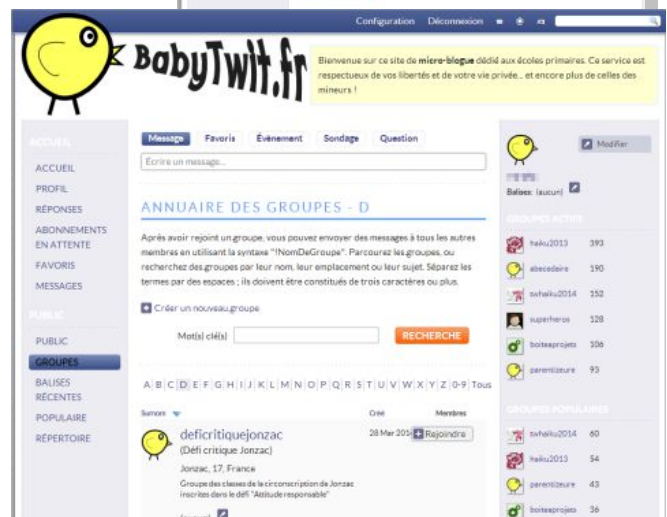 Configuration Déconnexion
BabyTwit.fr
Bienvenue sur ce site de micro-blogue dédié aux écoles primaires. Ce service est
respectueux de vos libertés et de votre vie privée... et encore plus de celles des
mineurs !
ACCUEIL
ACCUEIL
PROFIL
RÉPONSES
ABONNEMENTS
EN ATTENTE
FAVORIS
MESSAGES
PUBLIC
PUBLIC
GROUPES
BALISES
RÉCENTES
POPULAIRE
RÉPERTOIRE
Message Favoris Évènement Sondage Question
Écrire un message...
ANNUAIRE DES GROUPES - D
Après avoir rejoint un groupe, vous pouvez envoyer des messages à tous les autres
membres en utilisant la syntaxe "!NomDeGroupe". Parcourez les groupes, ou
recherchez des groupes par leur nom, leur emplacement ou leur sujet. Séparez les
termes par des espaces ; ils doivent être constitués de trois caractères ou plus.
Créer un nouveau groupe
Mot(s) clé(s) RECHERCHE
A B C D E F G H I J K L M N O P Q R S T U V W X Y Z 0-9 Tous
Surnom Créé Membres
deficritiquejonzac 28 Mar 201 Rejoindre
(Défi critique Jonzac)
Jonzac, 17, France
Groupe des classes de la circonscription de Jonzac
inscrites dans le défi "Attitude responsable"
Modifier
Balises: (aucun)
GROUPES ACTIFS
haiku2013 393
abecedaire 190
twhaiku2014 152
superheros 128
boiteaprojets 106
parentizeure 93
GROUPES POPULAIRES
twhaiku2014 60
haiku2013 54
parentizeure 43
boiteaprojets 36